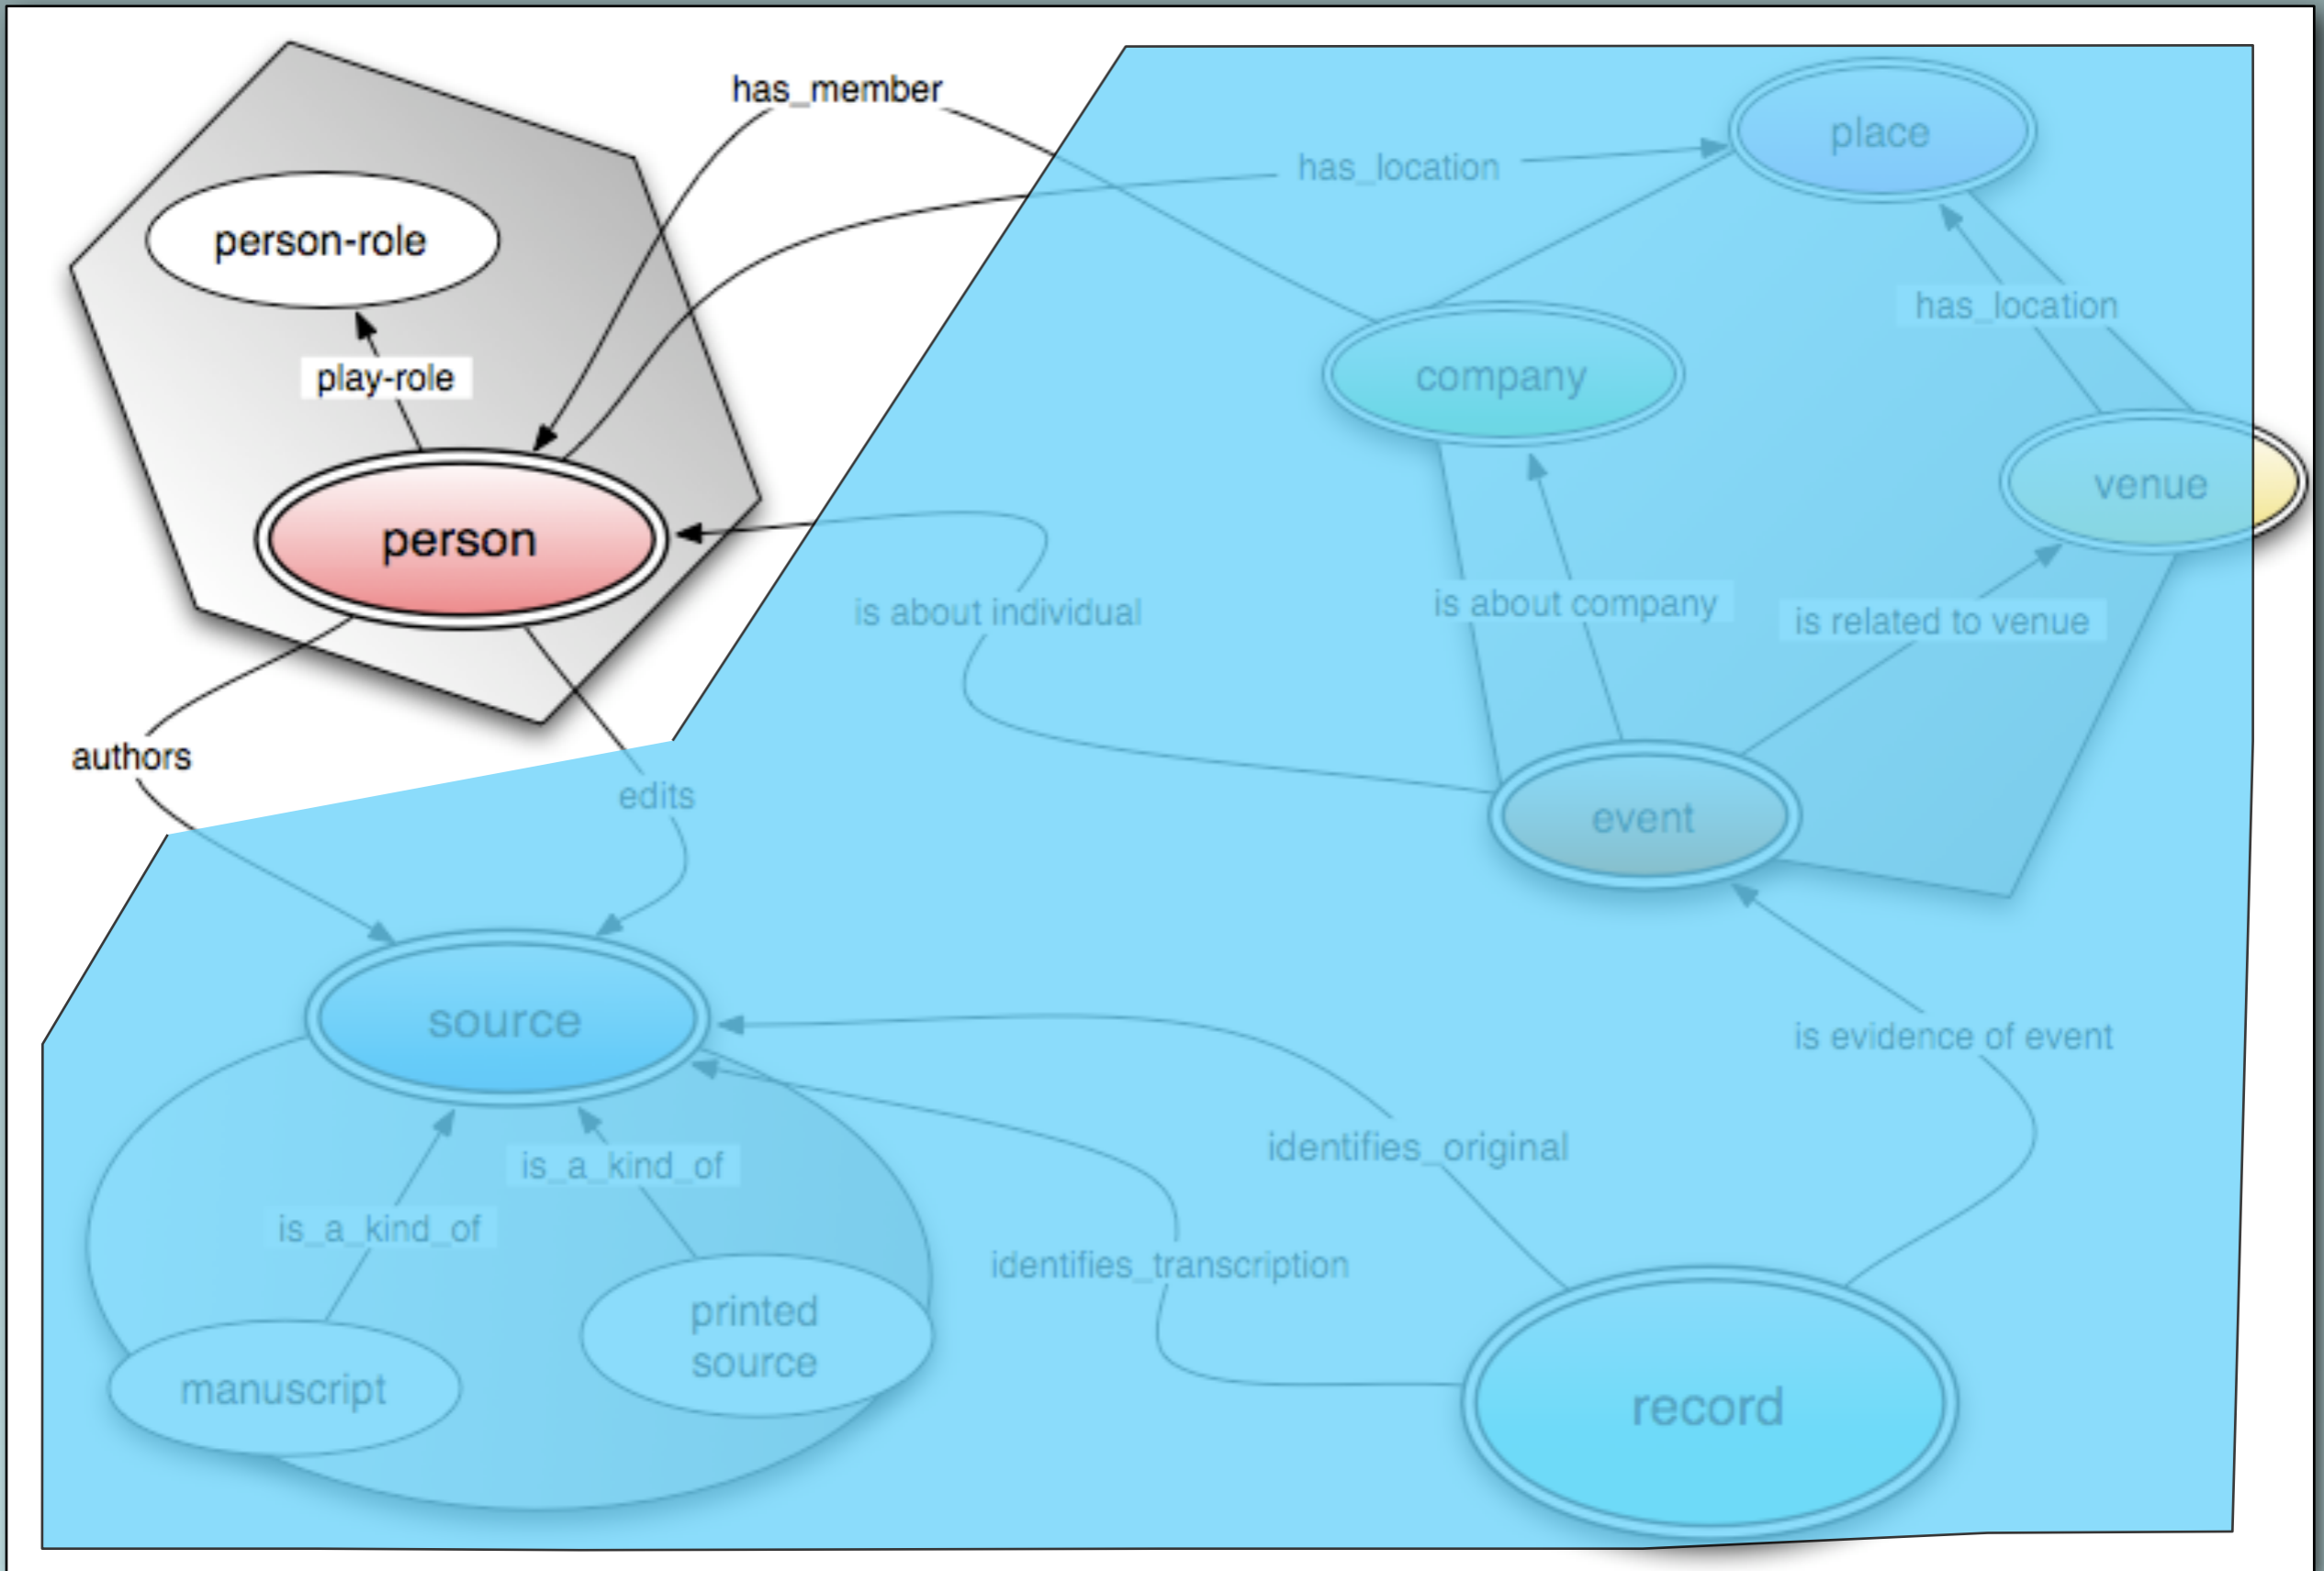 has_member
place
has_location
person-role
has_location
play-role
company
venue
person
is about company
is about individual
is related to venue
authors
edits
event
source
is evidence of event
identifies_original
is_a_kind_of
is_a_kind_of
identifies_transcription
printed
source
manuscript
record